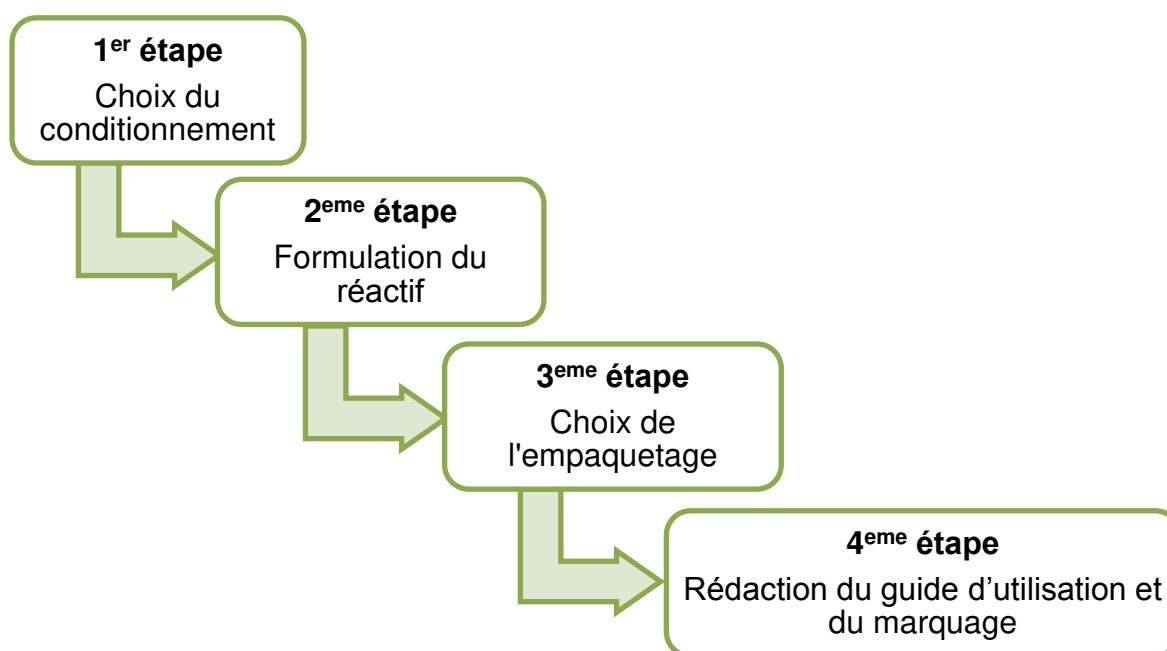 1er étape
Choix du
conditionnement
2eme étape
Formulation du
réactif
3eme étape
Choix de
l'empaquetage
4eme étape
Rédaction du guide d’utilisation et
du marquage